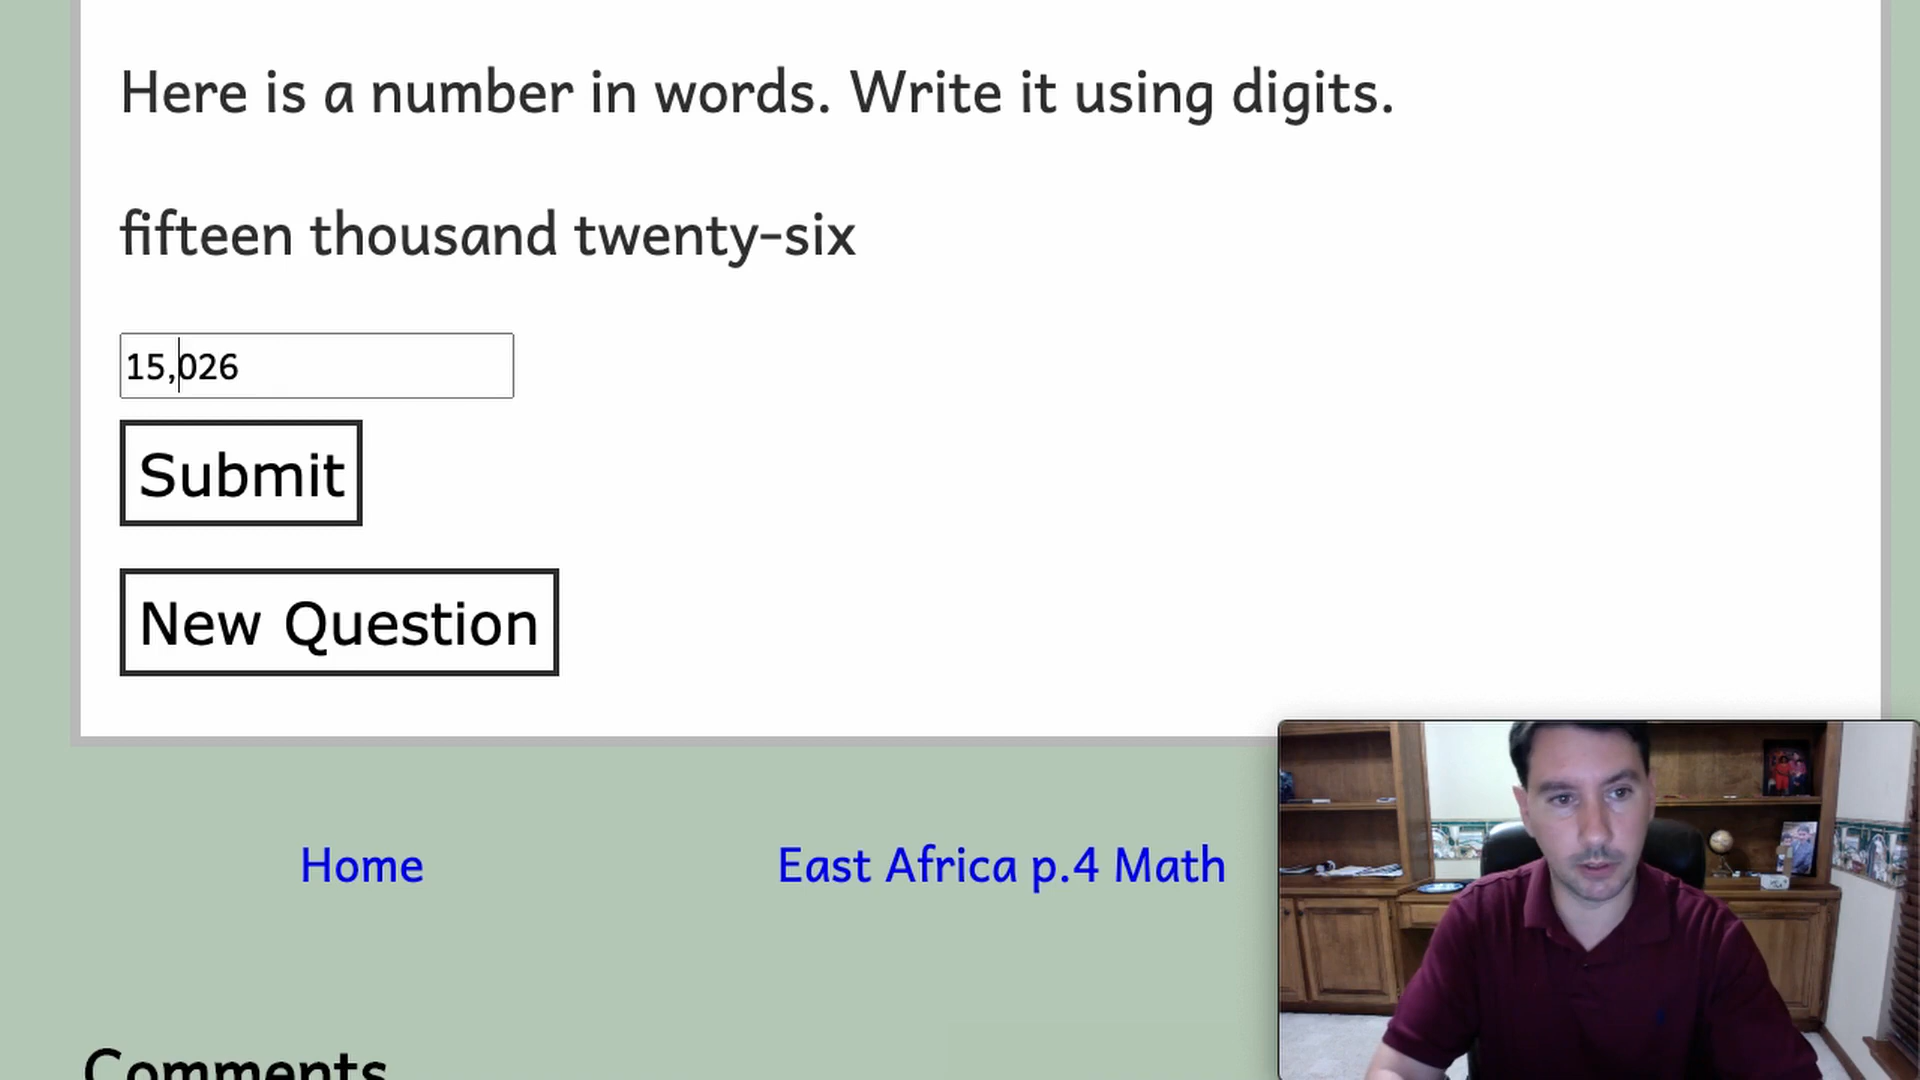 Here is a number in words. Write it using digits.
fifteen thousand twenty-six
15,026
Submit
New Question
Home
East Africa p.4 Math
Comments